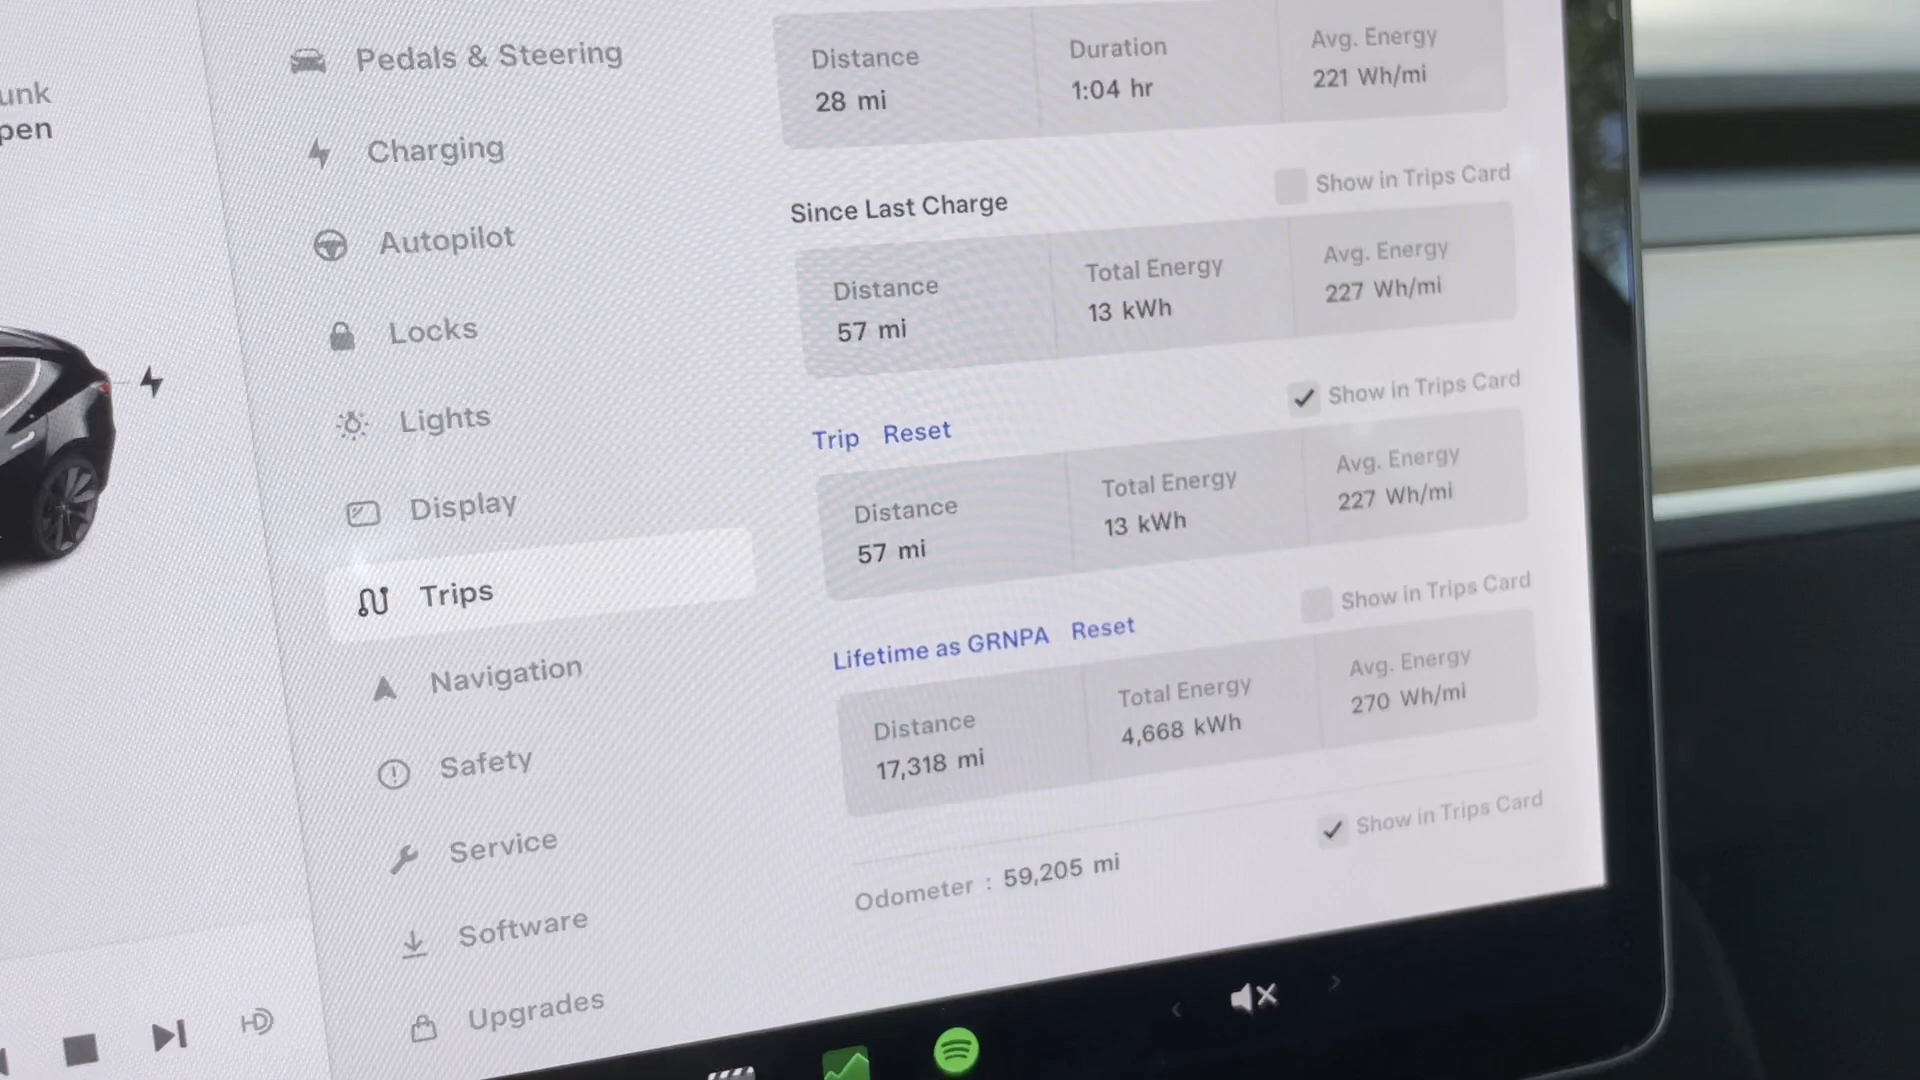 unk
pen
Pedals & Steering
Charging
Autopilot
Locks
Lights
Display
Trips
Navigation
Safety
Service
Software
Upgrades
HD
Distance
28 mi
Duration
1:04 hr
Avg. Energy
221 Wh/mi
Since Last Charge
Show in Trips Card
Distance
57 mi
Total Energy
13 kWh
Avg. Energy
227 Wh/mi
Trip Reset
Show in Trips Card
Distance
57 mi
Total Energy
13 kWh
Avg. Energy
227 Wh/mi
Lifetime as GRNPA Reset
Show in Trips Card
Distance
17,318 mi
Total Energy
4,668 kWh
Avg. Energy
270 Wh/mi
Odometer : 59,205 mi
Show in Trips Card